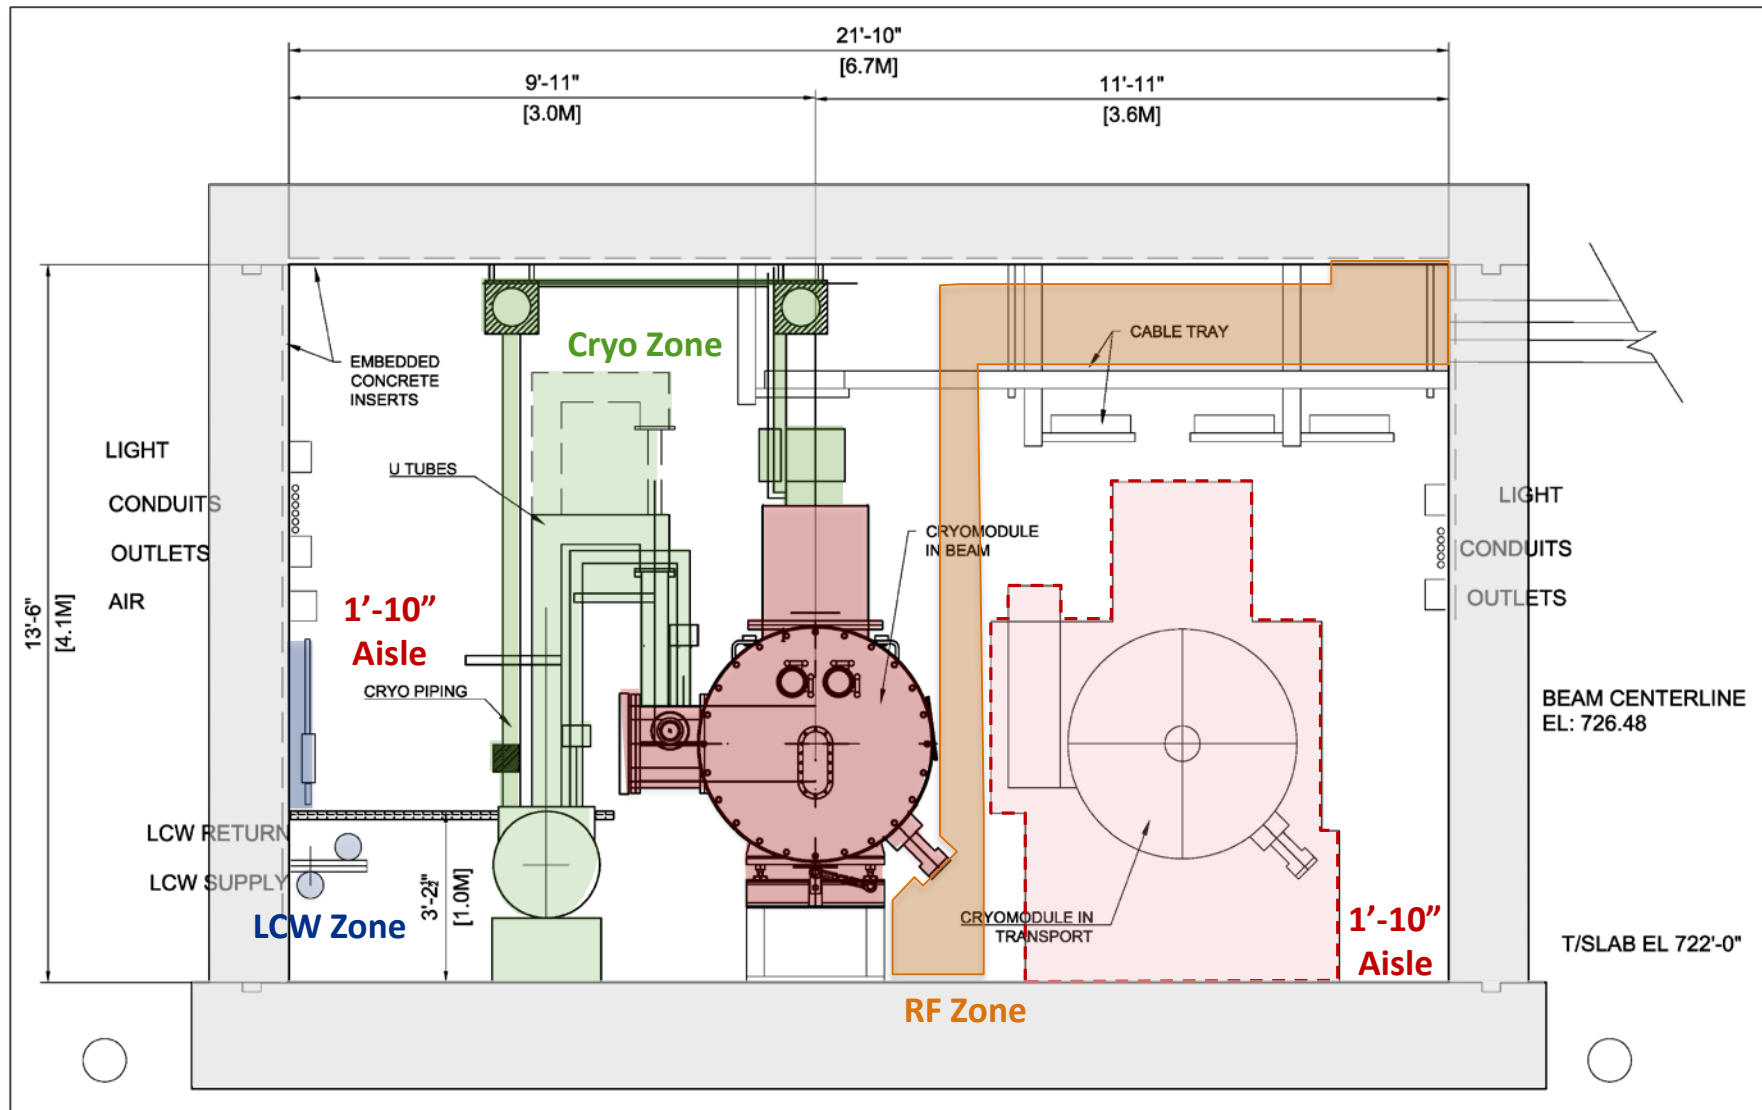 21'-10"
[6.7M]
9'-11"
[3.0M]
11'-11"
[3.6M]
Cryo Zone
CABLE TRAY
EMBEDDED
CONCRETE
INSERTS
LIGHT
CONDUITS
OUTLETS
AIR
U TUBES
CRYOMODULE
IN BEAM
LIGHT
CONDUITS
OUTLETS
13'-6"
[4.1M]
1’-10”
Aisle
CRYO PIPING
BEAM CENTERLINE
EL: 726.48
LCW RETURN
LCW SUPPLY
3'-2½"
[1.0M]
LCW Zone
CRYOMODULE IN
TRANSPORT
1’-10”
Aisle
T/SLAB EL 722'-0"
RF Zone